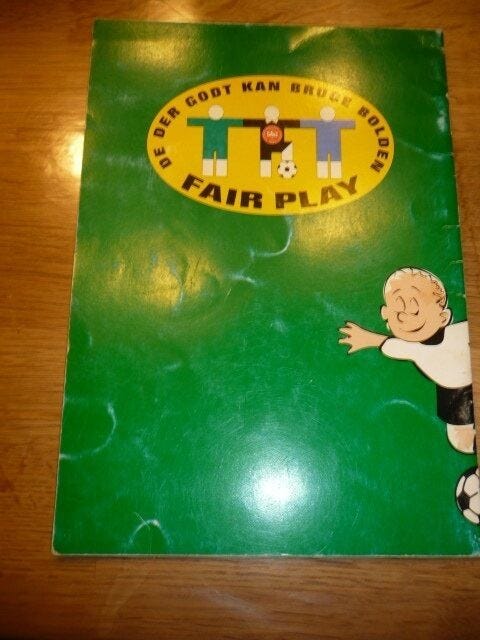 DE DER GODT KAN BRUGE BOLDEN
FAIR PLAY